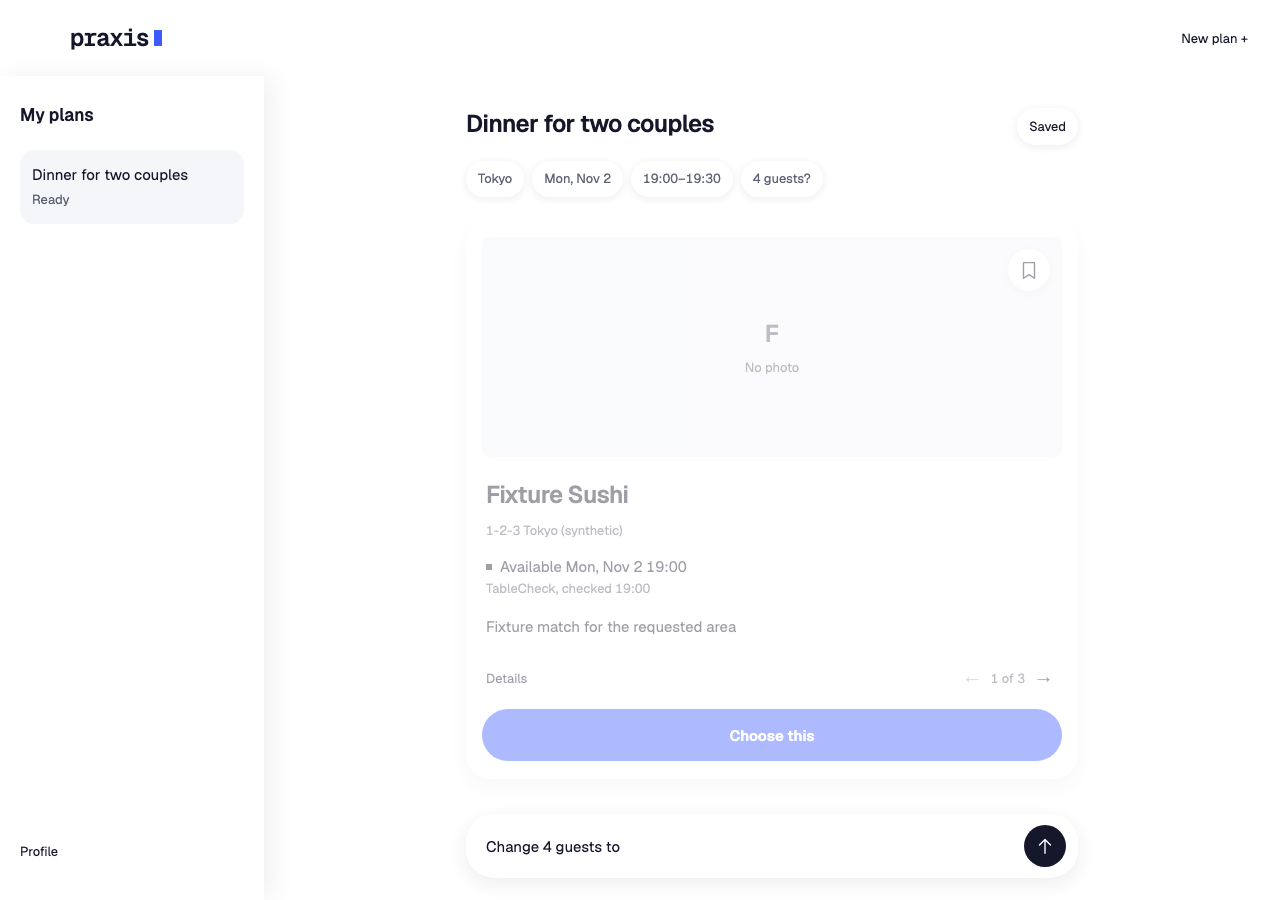 praxis
New plan +
My plans
Dinner for two couples
Ready
Profile
Dinner for two couples
Saved
Tokyo
Mon, Nov 2
19:00–19:30
4 guests?
F
No photo
Fixture Sushi
1-2-3 Tokyo (synthetic)
Available Mon, Nov 2 19:00
TableCheck, checked 19:00
Fixture match for the requested area
Details
← 1 of 3 →
Choose this
Change 4 guests to